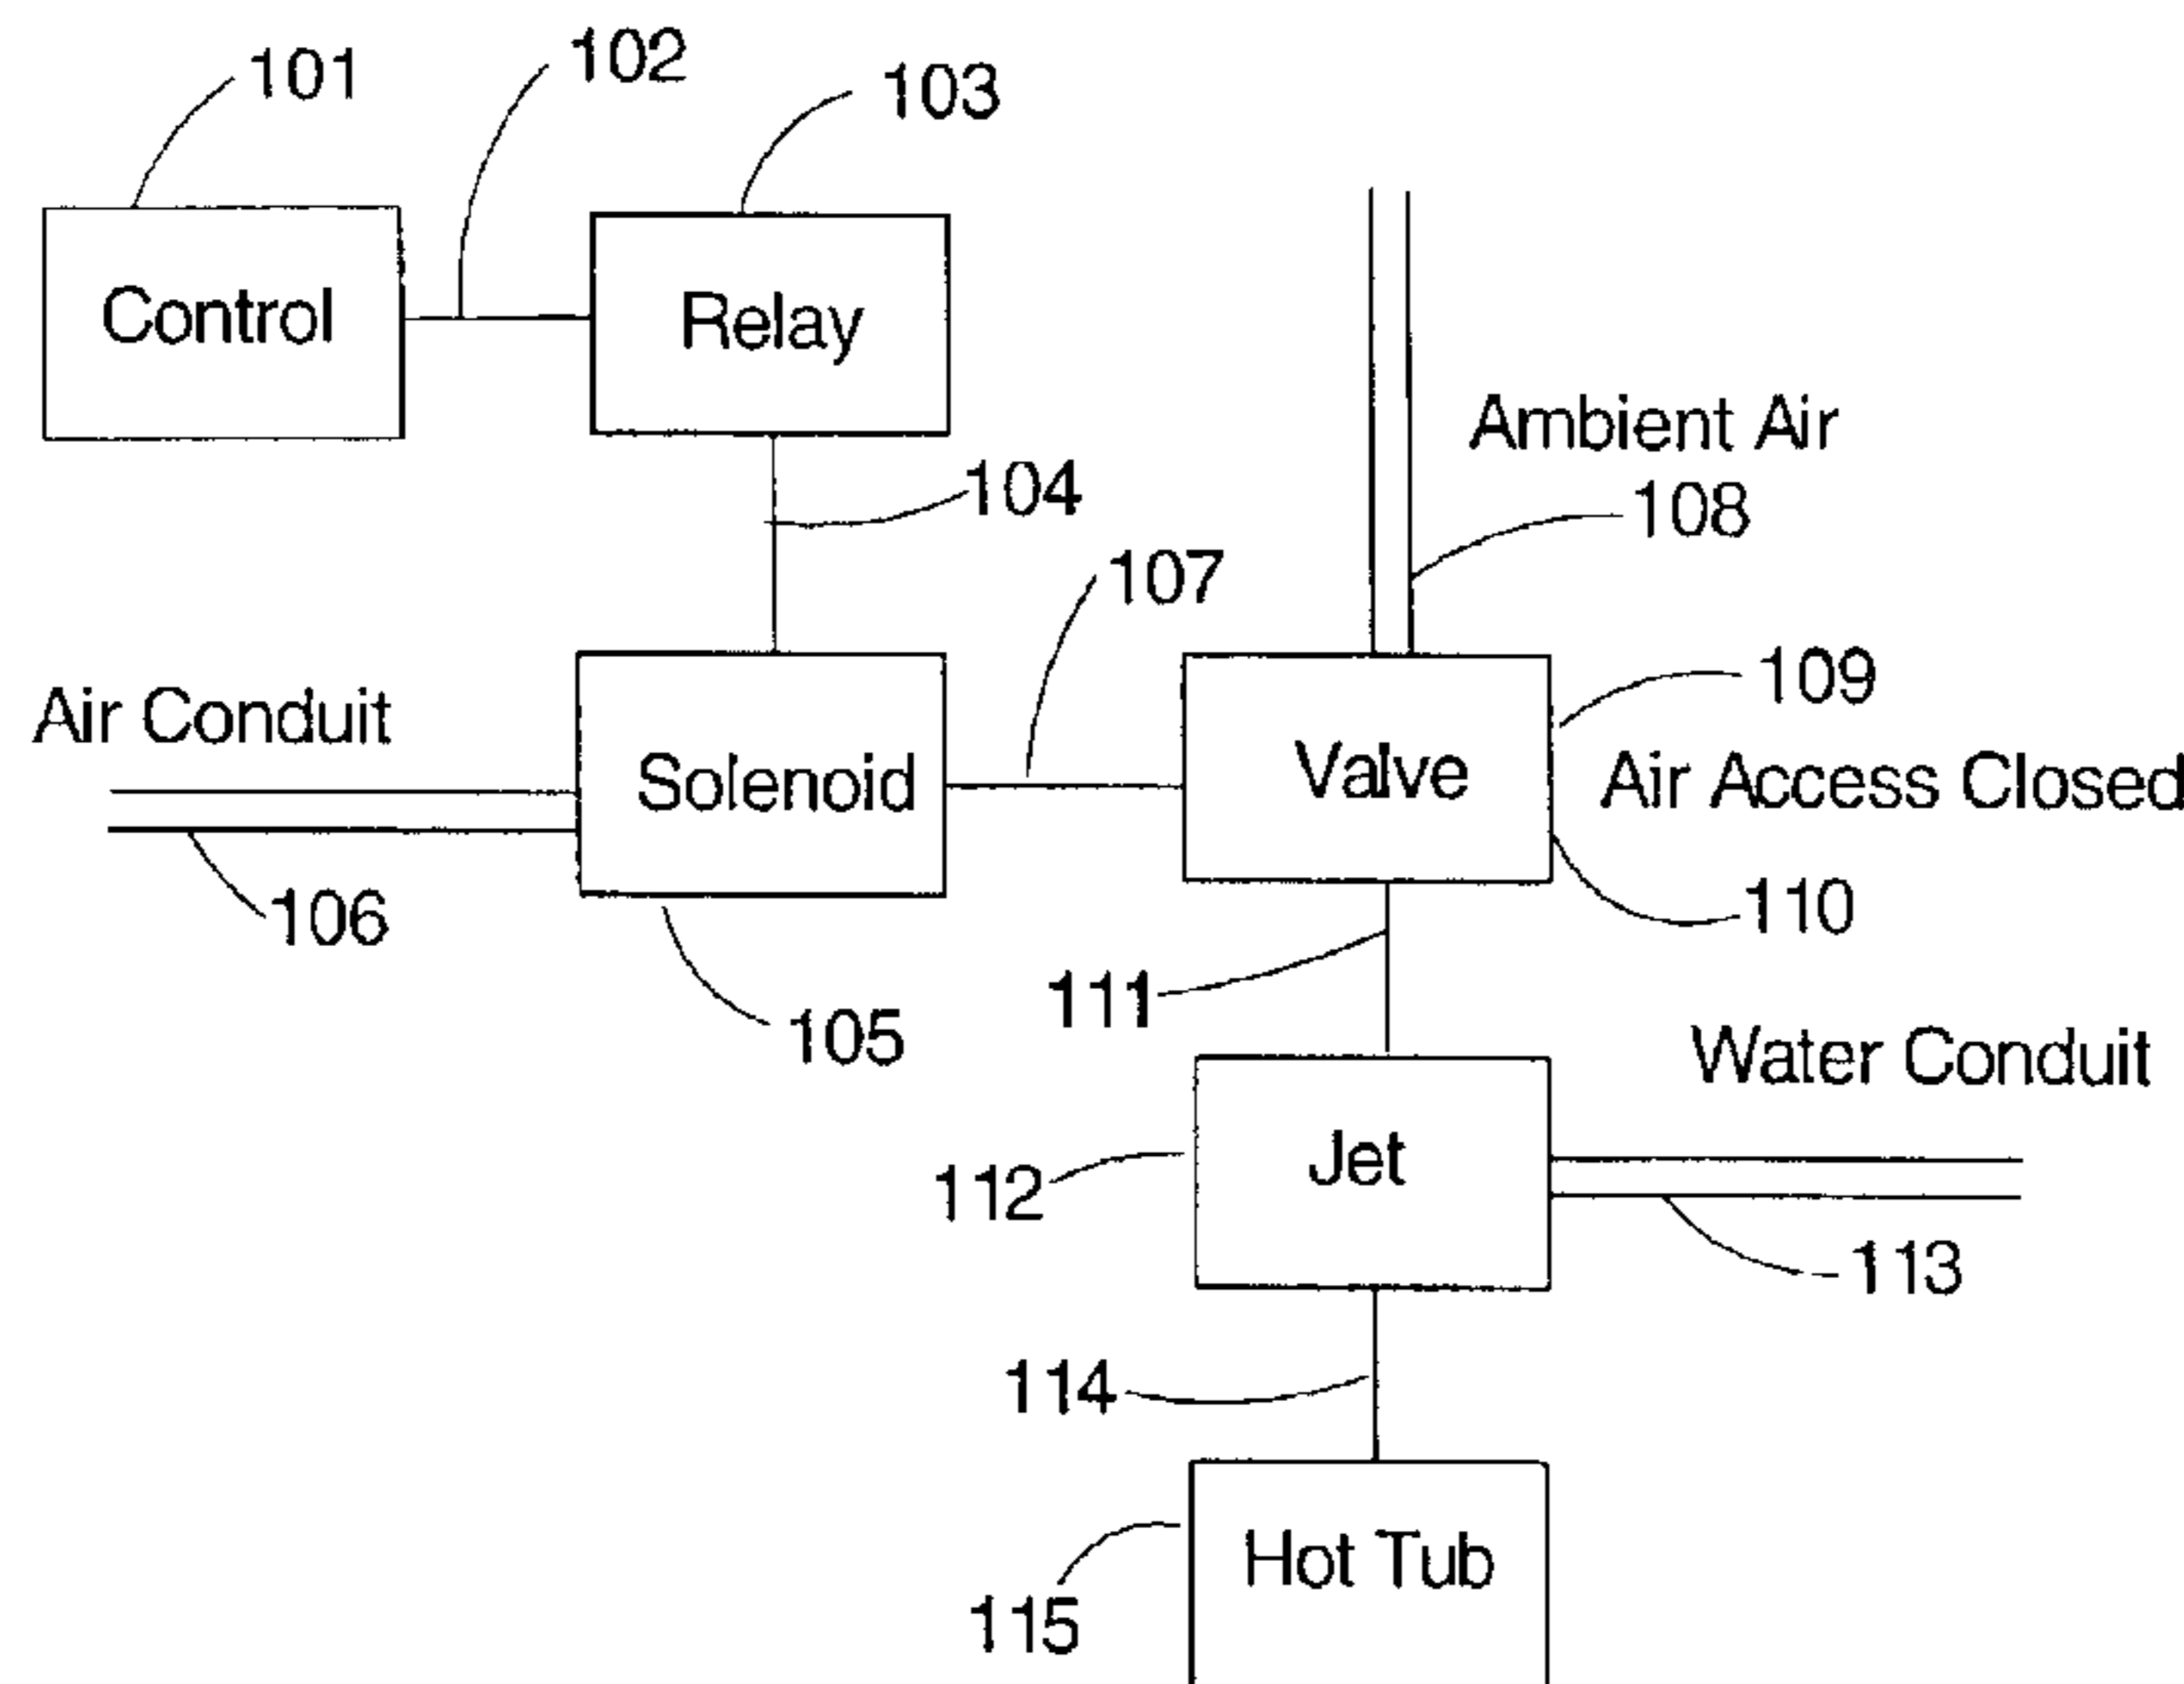 101
102
103
Control
Relay
Ambient Air
104
108
107
109
Air Conduit
Solenoid
Valve
Air Access Closed
106
110
111
105
Water Conduit
Jet
112
113
114
Hot Tub
115